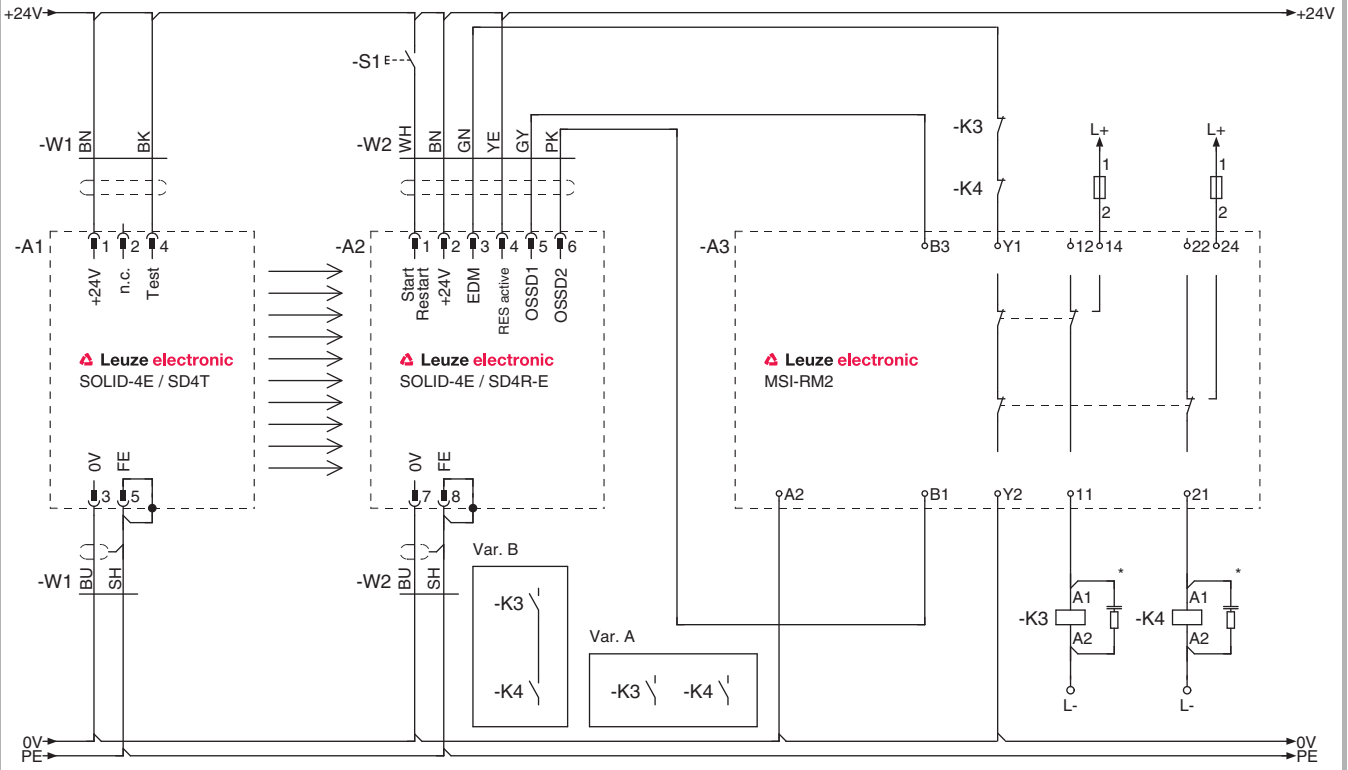 +24V
+24V
-S1
-K3
-K4
L+
L+
1
2
1
2
-W1
BN
BK
-W2
WH
BN
GN
YE
GY
PK
-A1
1
2
4
+24V
n.c.
Test
Leuze electronic
SOLID-4E / SD4T
0V
FE
3
5
-A2
1
2
3
4
5
6
Start
Restart
+24V
EDM
RES active
OSSD1
OSSD2
Leuze electronic
SOLID-4E / SD4R-E
0V
FE
7
8
-A3
B3
Y1
12
14
22
24
Leuze electronic
MSI-RM2
A2
B1
Y2
11
21
-W1
BU
SH
-W2
BU
SH
Var. B
-K3
-K4
Var. A
-K3
-K4
*
-K3
A1
A2
L-
*
-K4
A1
A2
L-
0V
0V
PE
PE